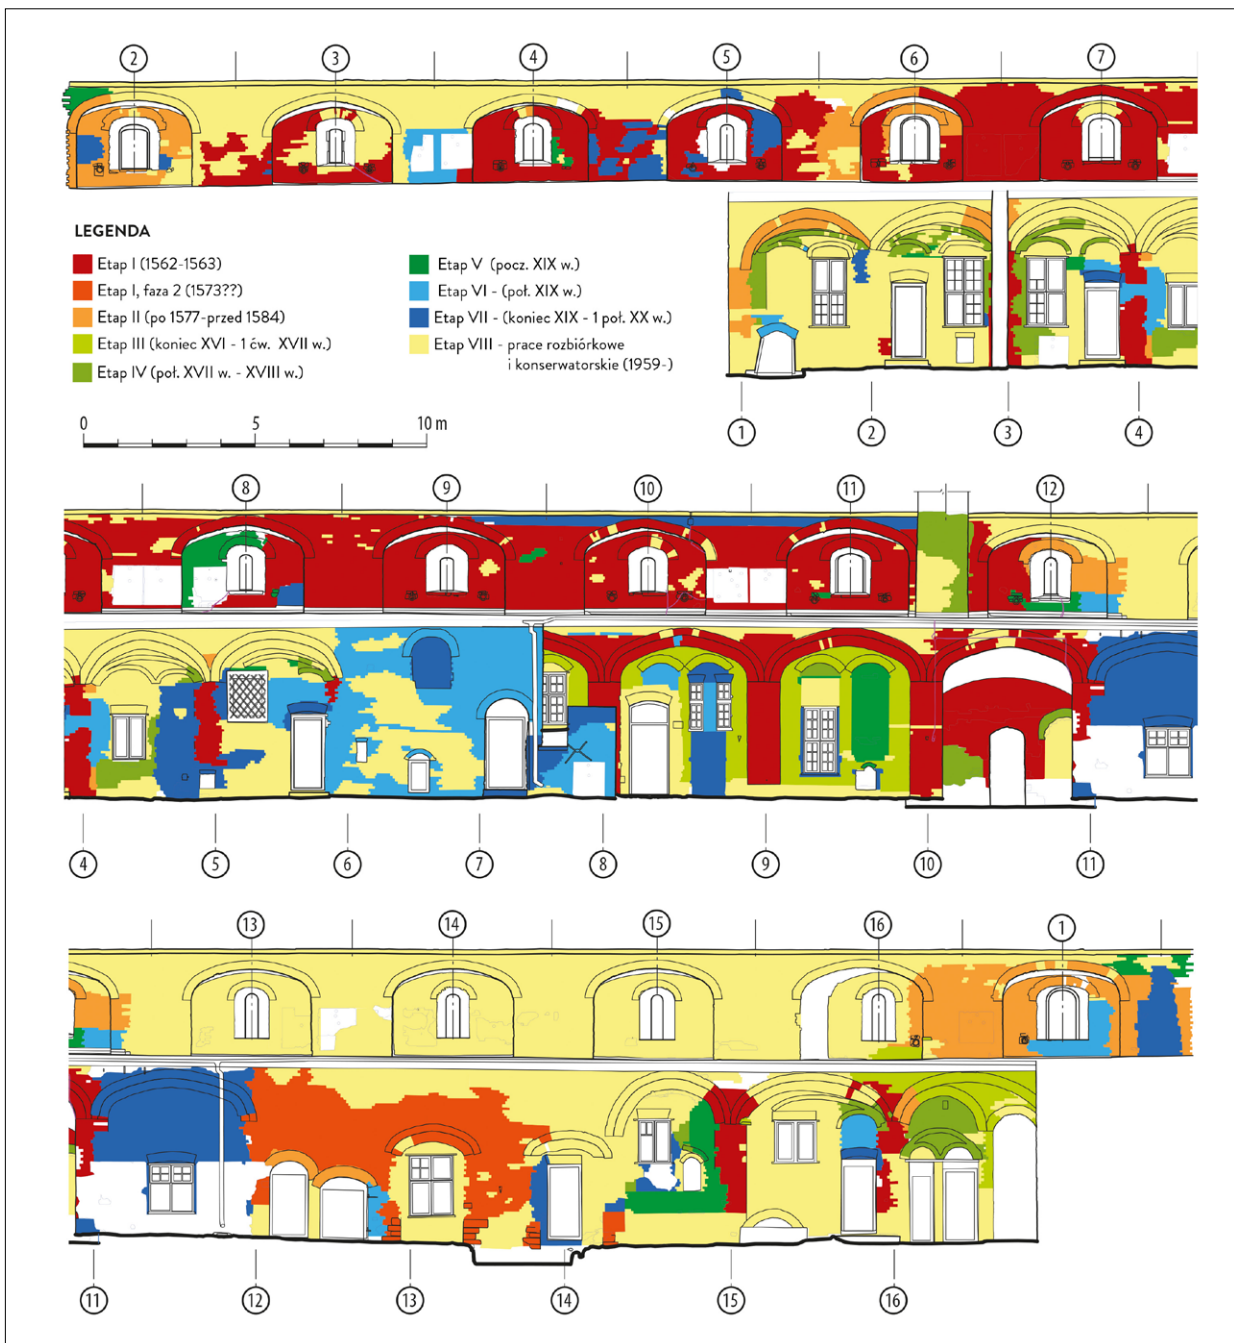 2 3 4 5 6 7
LEGENDA
Etap I (1562-1563)
Etap I, faza 2 (1573??)
Etap II (po 1577-przed 1584)
Etap III (koniec XVI - 1 ćw. XVII w.)
Etap IV (poł. XVII w. - XVIII w.)
Etap V (pocz. XIX w.)
Etap VI - (poł. XIX w.)
Etap VII - (koniec XIX - 1 poł. XX w.)
Etap VIII - prace rozbiórkowe
i konserwatorskie (1959-)
0 5 10 m
1 2 3 4
8 9 10 11 12
4 5 6 7 8 9 10 11
13 14 15 16 1
11 12 13 14 15 16